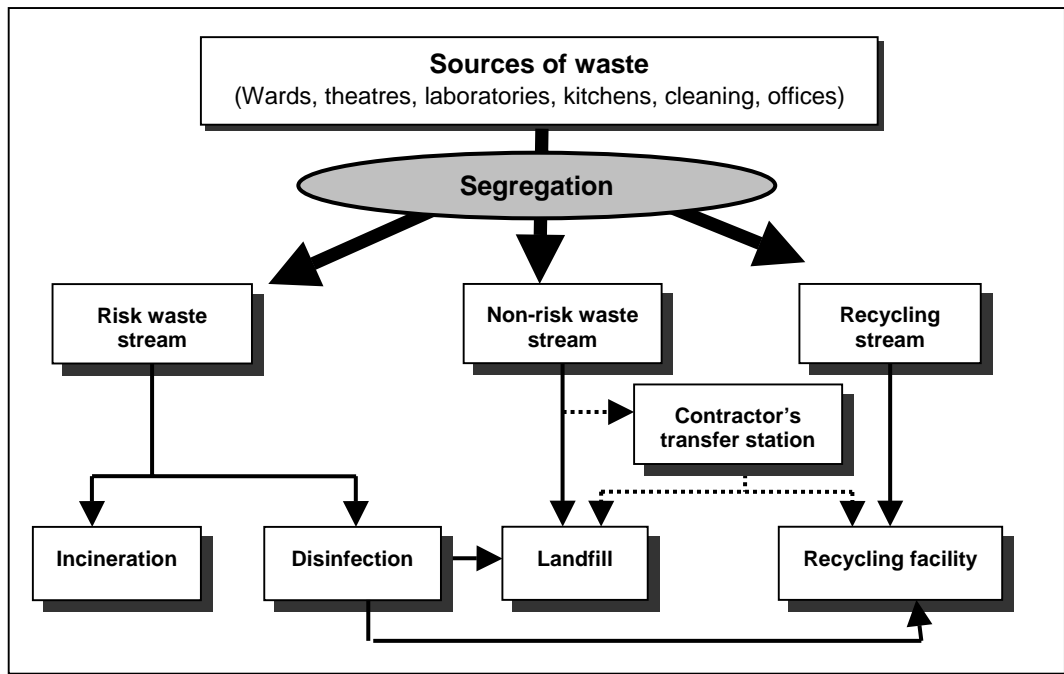 Sources of waste
(Wards, theatres, laboratories, kitchens, cleaning, offices)
Segregation
Risk waste
stream
Non-risk waste
stream
Recycling
stream
Contractor’s
transfer station
Incineration
Disinfection
Landfill
Recycling facility